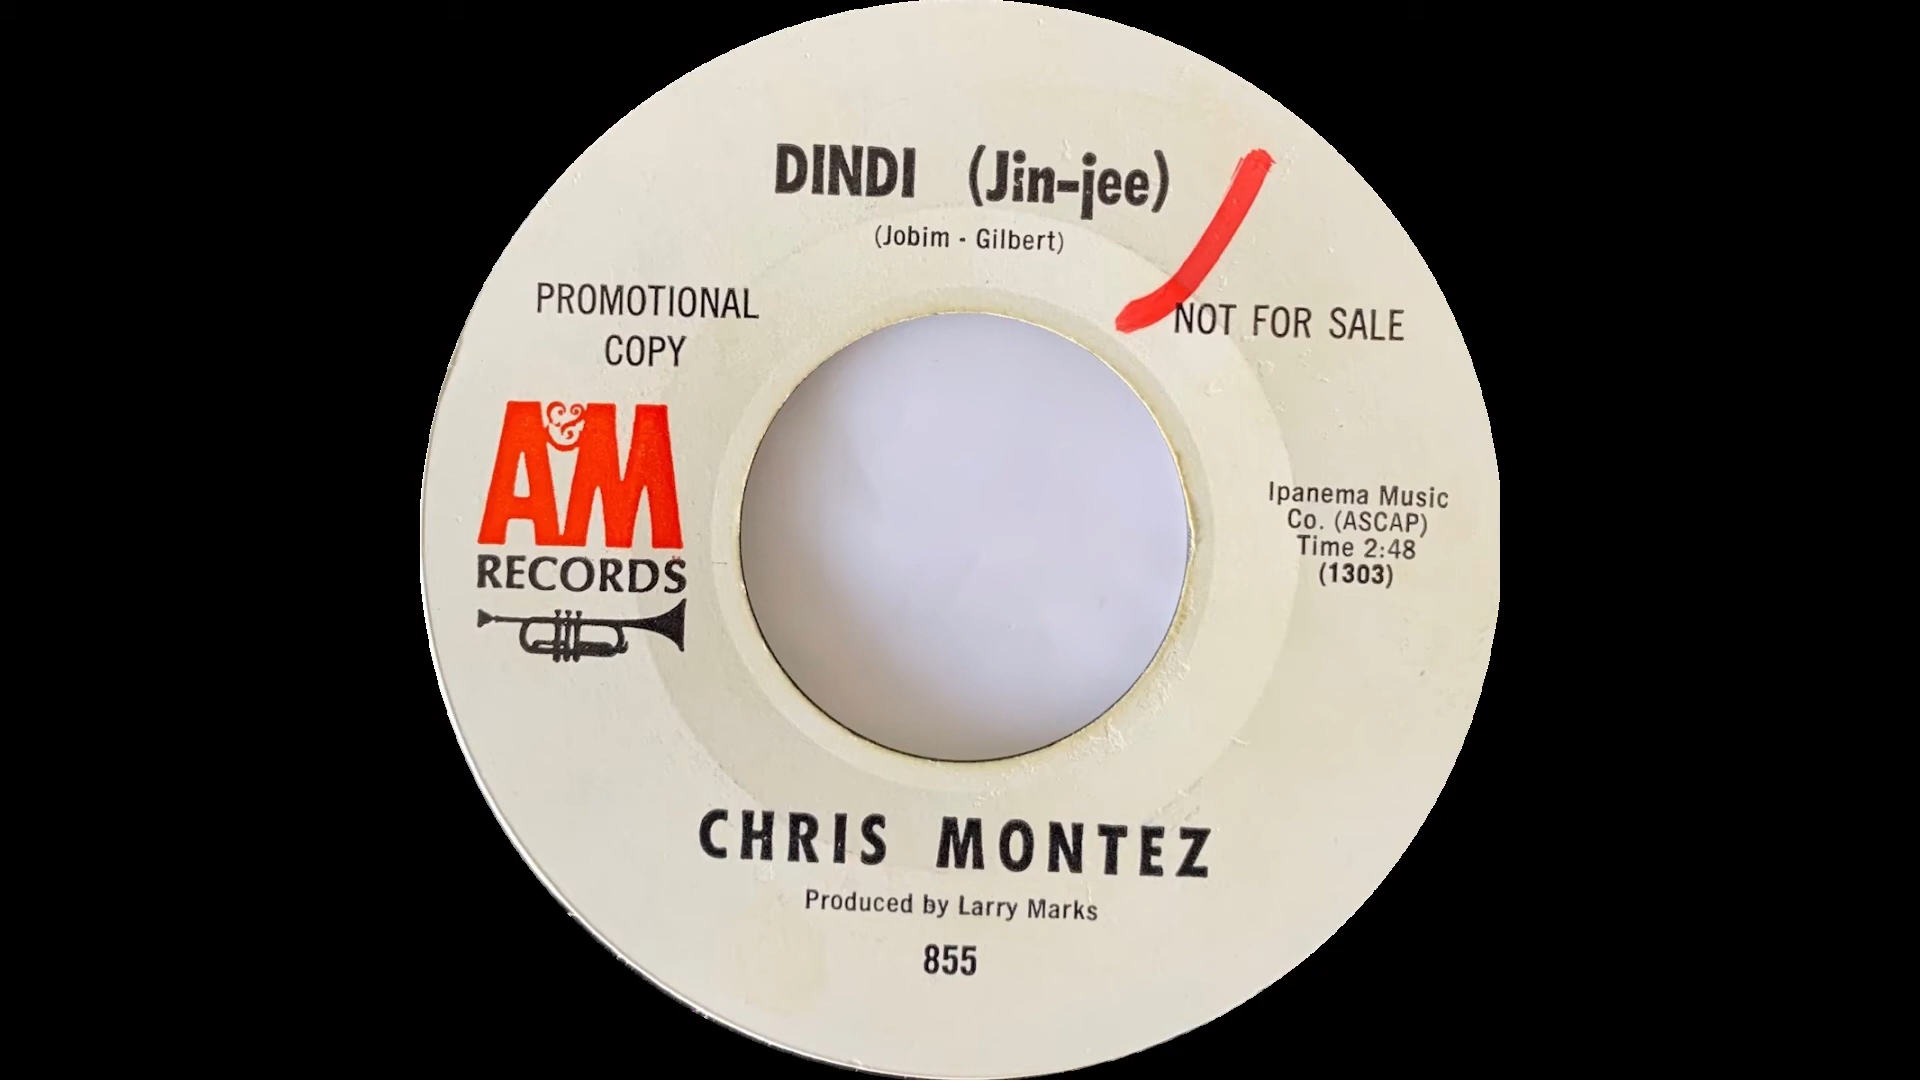 DINDI (Jin-jee)
(Jobim - Gilbert)
PROMOTIONAL
COPY
NOT FOR SALE
A&M
RECORDS
Ipanema Music
Co. (ASCAP)
Time 2:48
(1303)
CHRIS MONTEZ
Produced by Larry Marks
855